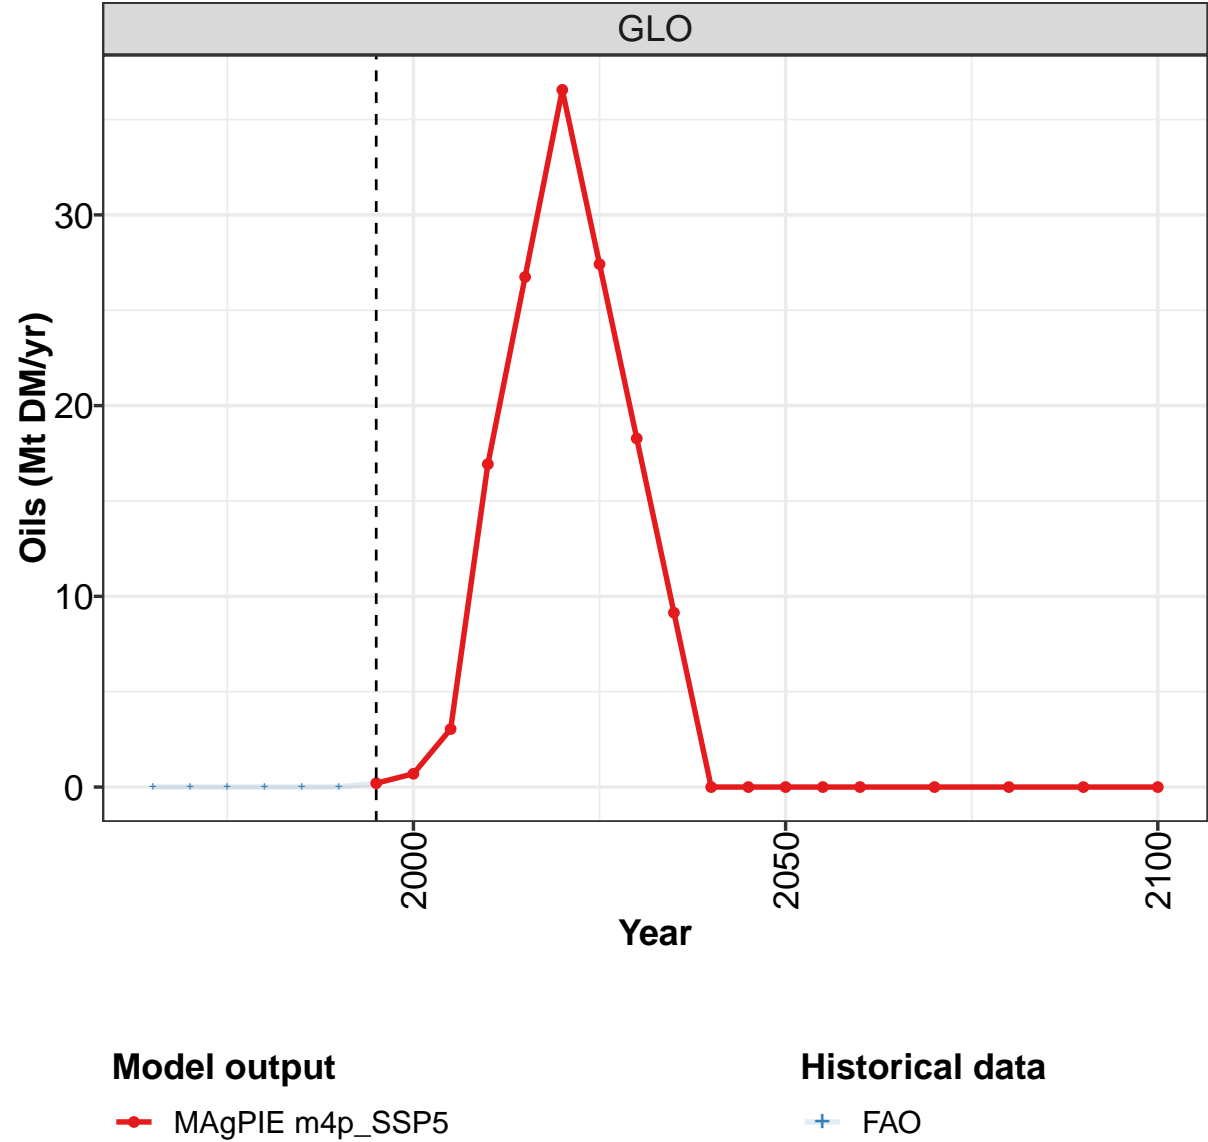 GLO
Oils (Mt DM/yr)
30
20
10
0
2000
2050
2100
Year
Model output
Historical data
MAgPIE m4p_SSP5
FAO